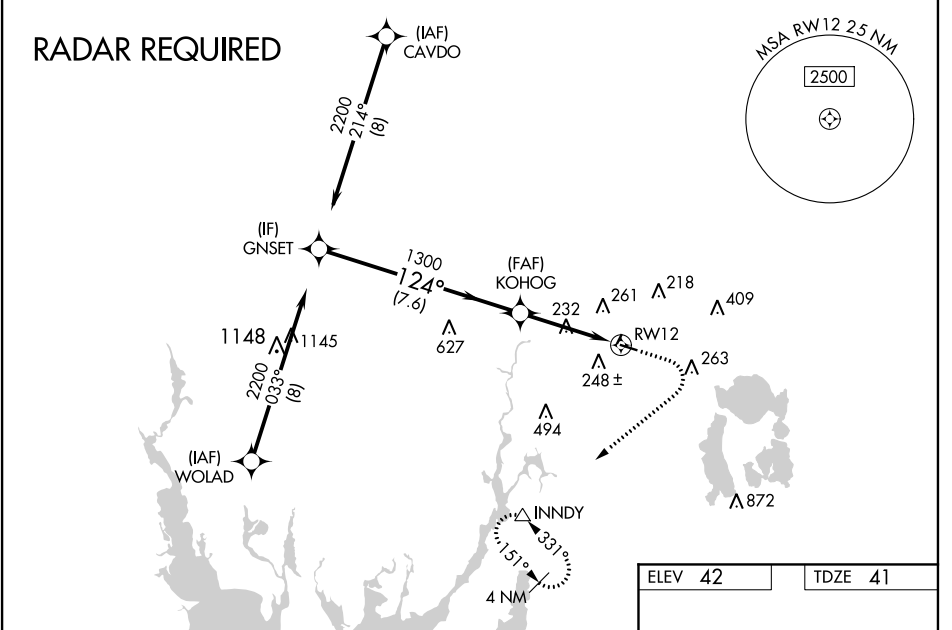 RADAR REQUIRED
(IAF)
CAVDO
MSA RW12 25 NM
2500
2200
214°
(8)
(IF)
GNSET
1300
124°
(7.6)
(FAF)
KOHOG
232
261
218
409
RW12
1148
1145
627
248 ±
263
2200
033°
(8)
494
(IAF)
WOLAD
872
INNDY
331°
151°
4 NM
ELEV 42
TDZE 41